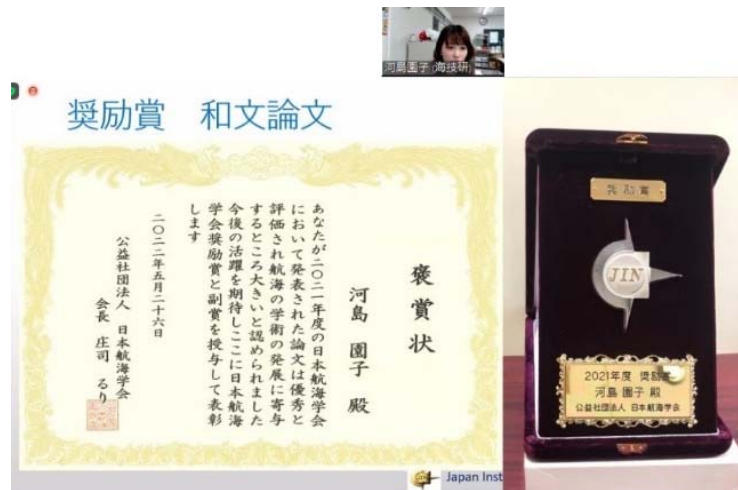 河島園子 海技研
奨励賞　和文論文
褒賞状
河島　園子　殿
あなたが二〇二一年度の日本航海学会
において発表された論文は優秀と
評価され航海の学術の発展に寄与
するところ大きいと認められました
今後の活躍を期待しここに日本航海
学会奨励賞と副賞を授与して表彰
します
二〇二二年五月二十六日
公益社団法人　日本航海学会
会長　庄司　るり
奨励賞
JIN
2021年度 奨励賞
河島 園子 殿
公益社団法人 日本航海学会
Japan Inst